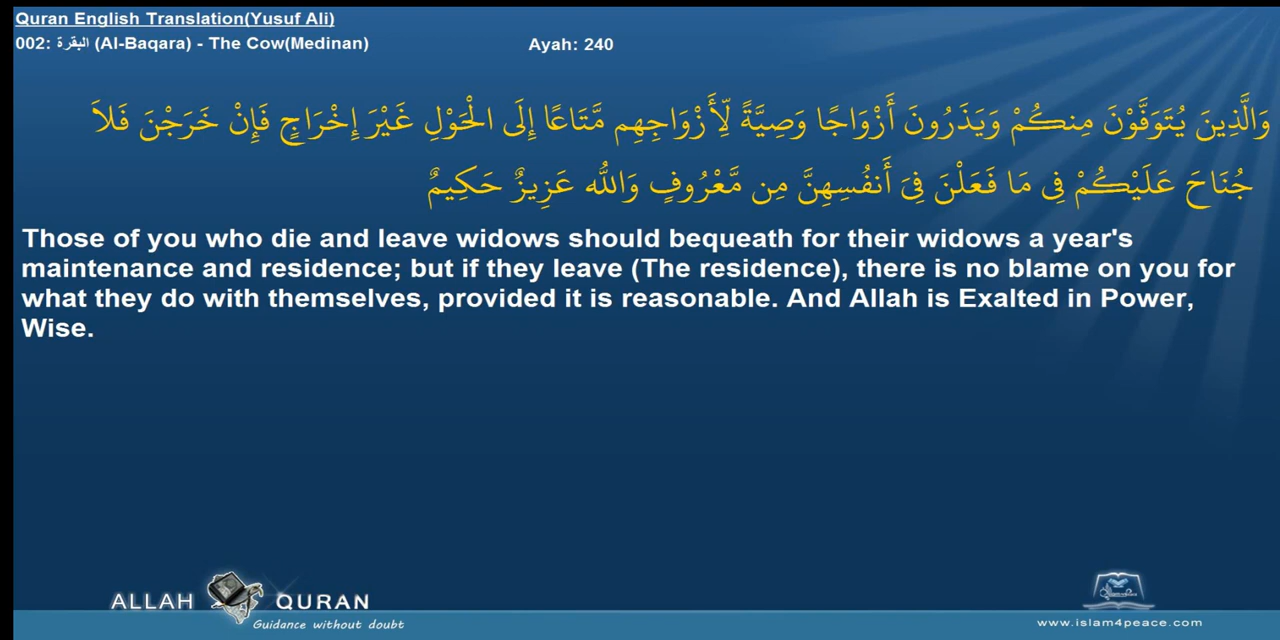 Quran English Translation(Yusuf Ali)
002: البقرة (Al-Baqara) - The Cow(Medinan)
Ayah: 240
وَالَّذِينَ يُتَوَفَّوْنَ مِنكُمْ وَيَذَرُونَ أَزْوَاجًا وَصِيَّةً لِّأَزْوَاجِهِم مَّتَاعًا إِلَى الْحَوْلِ غَيْرَ إِخْرَاجٍ فَإِنْ خَرَجْنَ فَلاَ
جُنَاحَ عَلَيْكُمْ فِى مَا فَعَلْنَ فِىَ أَنفُسِهِنَّ مِن مَّعْرُوفٍ وَاللّهُ عَزِيزٌ حَكِيمٌ
Those of you who die and leave widows should bequeath for their widows a year's
maintenance and residence; but if they leave (The residence), there is no blame on you for
what they do with themselves, provided it is reasonable. And Allah is Exalted in Power,
Wise.
ALLAH QURAN
Guidance without doubt
www.islam4peace.com